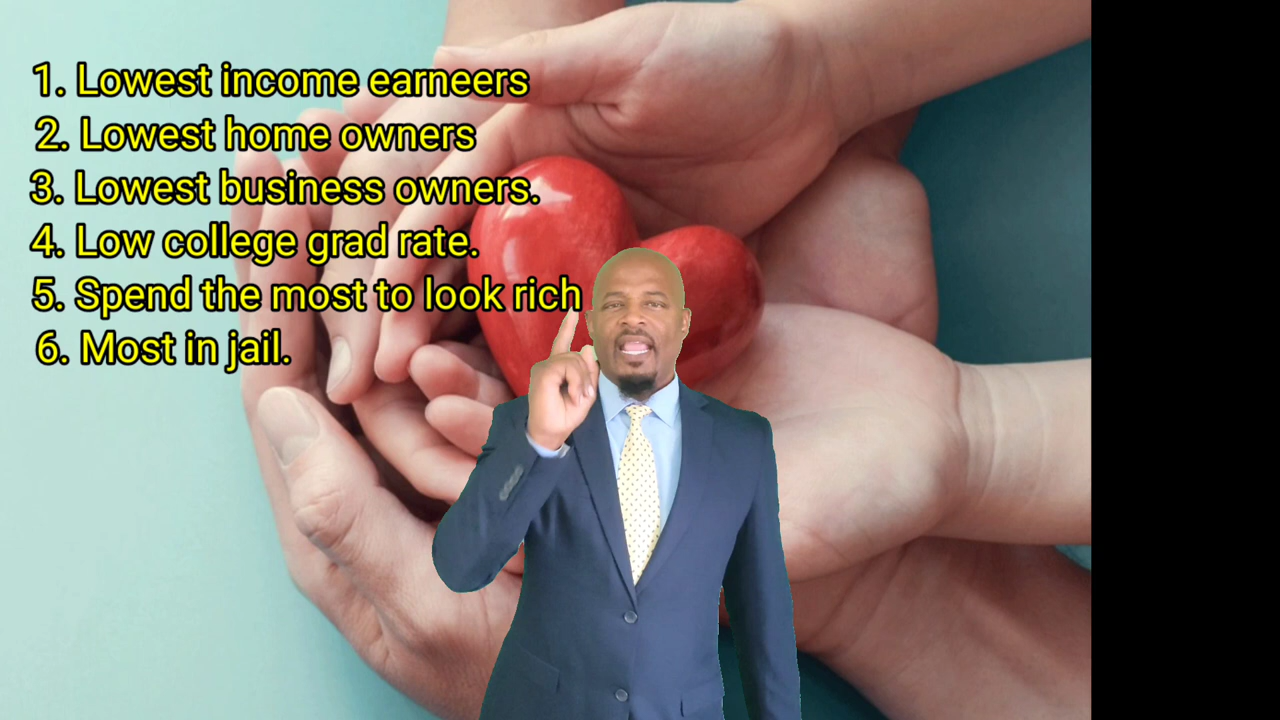 1. Lowest income earneers
2. Lowest home owners
3. Lowest business owners.
4. Low college grad rate.
5. Spend the most to look rich
6. Most in jail.